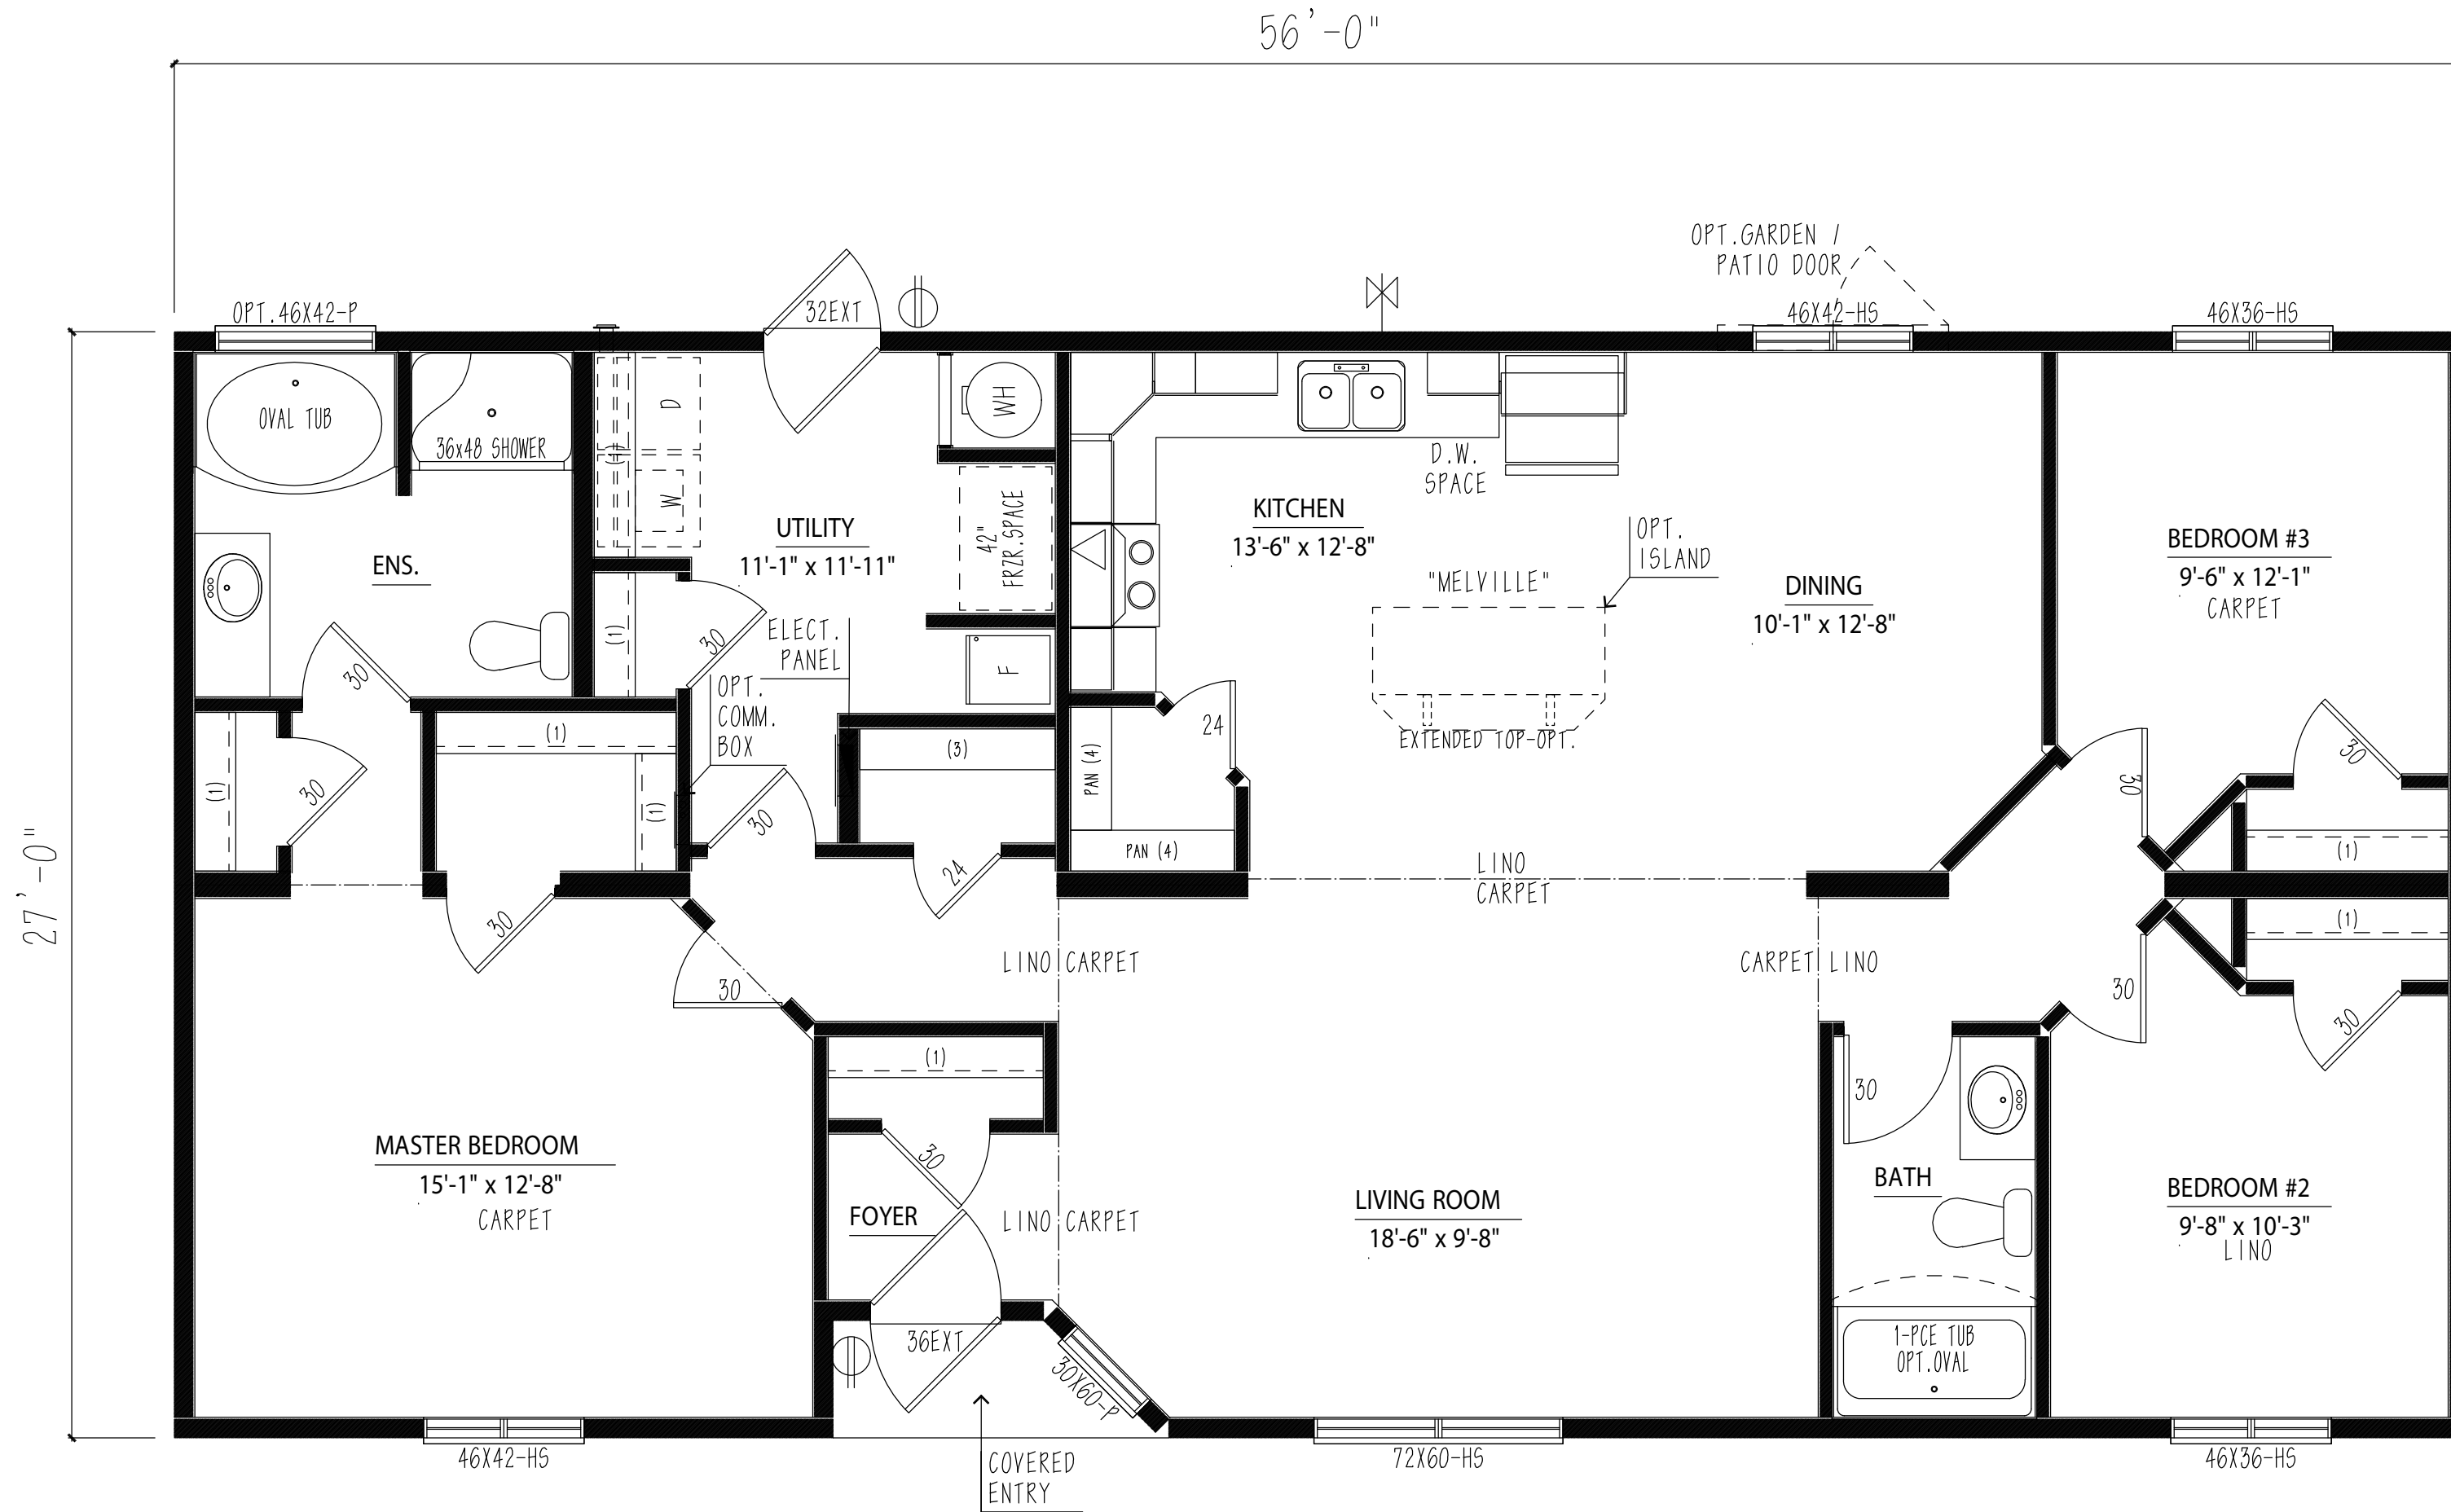 56'-0"
OPT.GARDEN /
PATIO DOOR
OPT.46X42-P
32EXT
46X42-HS
46X36-HS
OVAL TUB
36x48 SHOWER
D
(1)
W
WH
42"
FRZR.SPACE
D.W.
SPACE
UTILITY
11'-1" x 11'-11"
KITCHEN
13'-6" x 12'-8"
OPT.
ISLAND
"MELVILLE"
DINING
10'-1" x 12'-8"
BEDROOM #3
9'-6" x 12'-1"
CARPET
ENS.
30
(1)
30
ELECT.
PANEL
OPT.
COMM.
BOX
F
24
EXTENDED TOP-OPT.
30
30
(1)
(1)
30
(1)
30
(3)
24
PAN (4)
PAN (4)
(1)
27'-0"
LINO
CARPET
30
30
LINO CARPET
CARPET LINO
(1)
30
30
(1)
30
30
MASTER BEDROOM
15'-1" x 12'-8"
CARPET
FOYER
LINO CARPET
LIVING ROOM
18'-6" x 9'-8"
BATH
BEDROOM #2
9'-8" x 10'-3"
LINO
36EXT
30X60-P
1-PCE TUB
OPT.OVAL
46X42-HS
COVERED
ENTRY
72X60-HS
46X36-HS